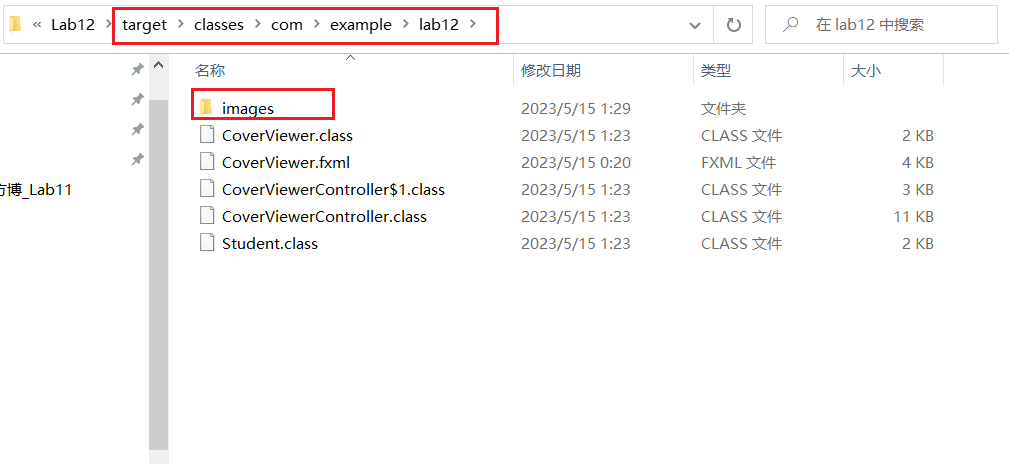 « Lab12 > target > classes > com > example > lab12 > 在 lab12 中搜索
名称 修改日期 类型 大小
images 2023/5/15 1:29 文件夹
CoverViewer.class 2023/5/15 1:23 CLASS 文件 2 KB
CoverViewer.fxml 2023/5/15 0:20 FXML 文件 4 KB
CoverViewerController$1.class 2023/5/15 1:23 CLASS 文件 3 KB
博_Lab11
CoverViewerController.class 2023/5/15 1:23 CLASS 文件 11 KB
Student.class 2023/5/15 1:23 CLASS 文件 2 KB